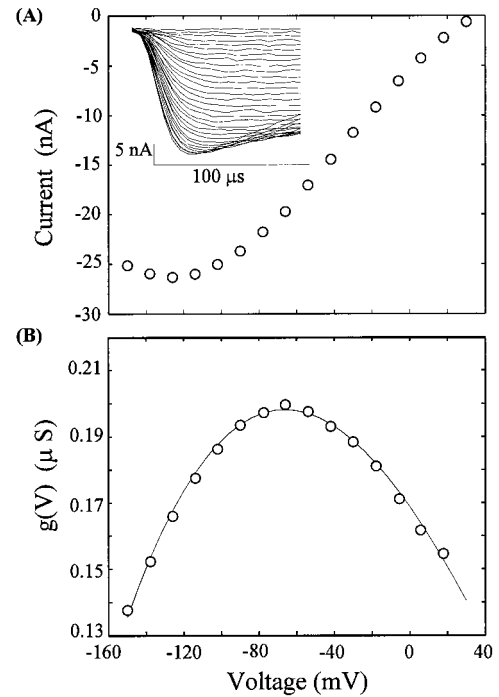 (A)
0
-5
-10
-15
-20
-25
-30
Current (nA)
5 nA
100 μs
(B)
0.21
0.19
0.17
0.15
0.13
g(V) (μ S)
-160 -120 -80 -40 0 40
Voltage (mV)